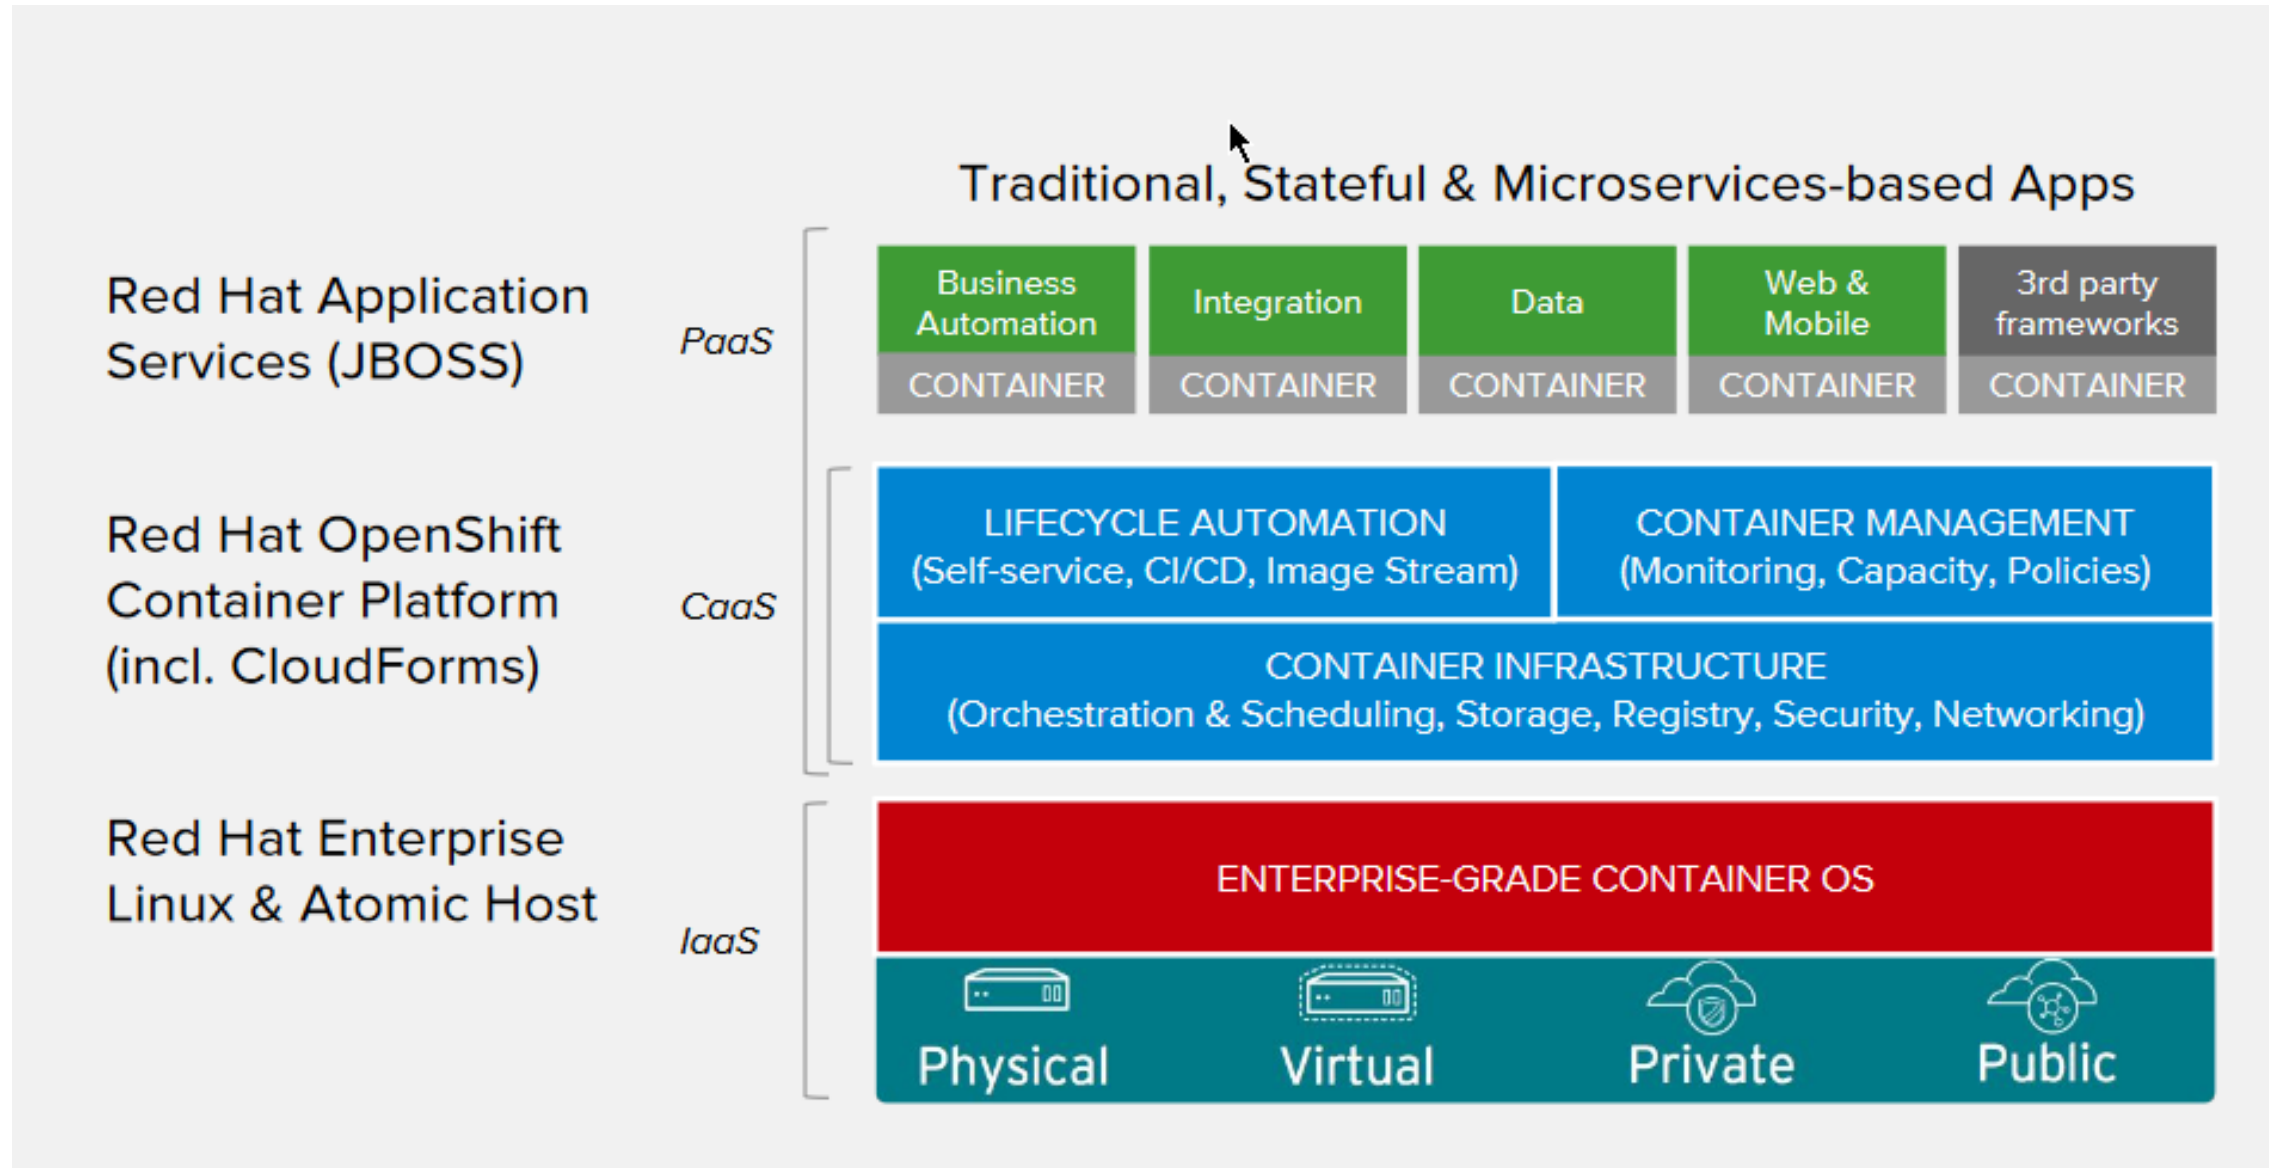 Traditional, Stateful & Microservices-based Apps
Red Hat Application
Services (JBOSS)
PaaS
Business
Automation
CONTAINER
Integration
CONTAINER
Data
CONTAINER
Web &
Mobile
CONTAINER
3rd party
frameworks
CONTAINER
Red Hat OpenShift
Container Platform
(incl. CloudForms)
CaaS
LIFECYCLE AUTOMATION
(Self-service, CI/CD, Image Stream)
CONTAINER MANAGEMENT
(Monitoring, Capacity, Policies)
CONTAINER INFRASTRUCTURE
(Orchestration & Scheduling, Storage, Registry, Security, Networking)
Red Hat Enterprise
Linux & Atomic Host
IaaS
ENTERPRISE-GRADE CONTAINER OS
Physical
Virtual
Private
Public